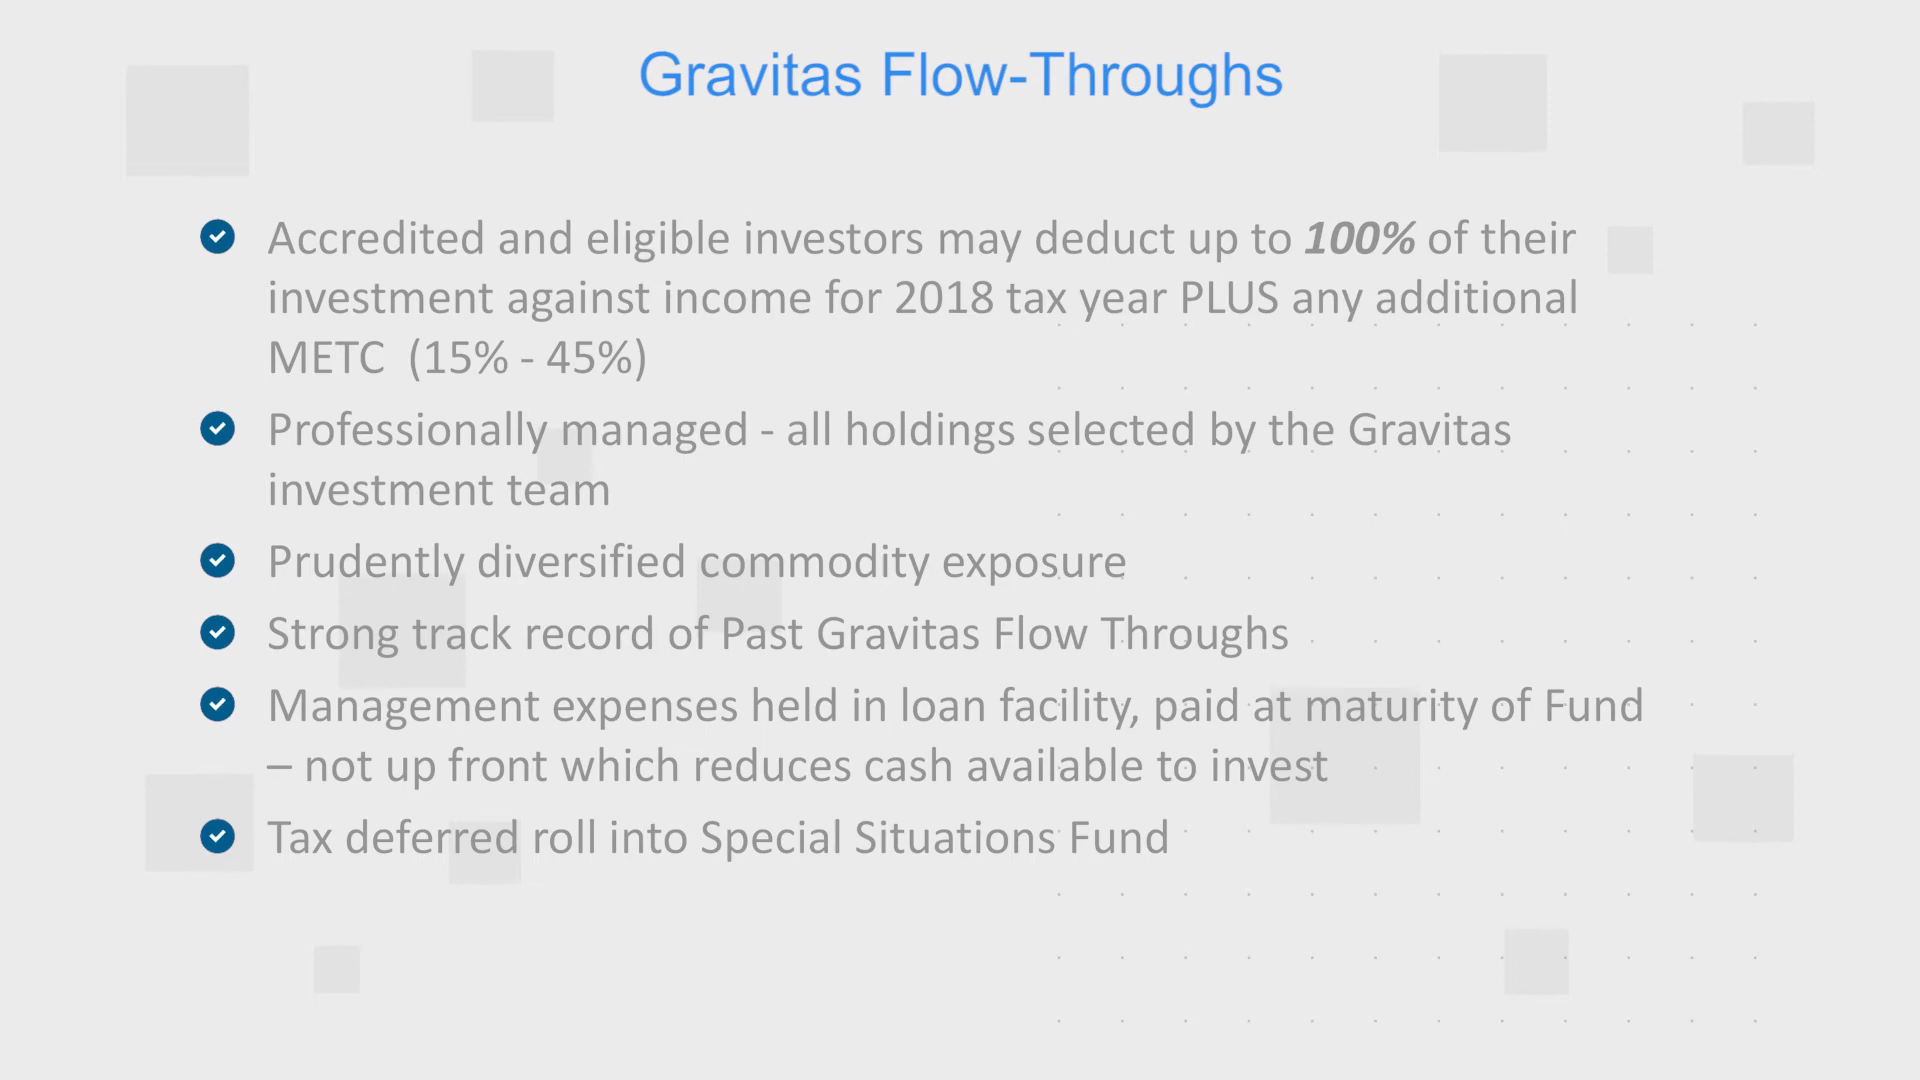 Gravitas Flow-Throughs
Accredited and eligible investors may deduct up to 100% of their
investment against income for 2018 tax year PLUS any additional
METC  (15% - 45%)
Professionally managed - all holdings selected by the Gravitas
investment team
Prudently diversified commodity exposure
Strong track record of Past Gravitas Flow Throughs
Management expenses held in loan facility, paid at maturity of Fund
– not up front which reduces cash available to invest
Tax deferred roll into Special Situations Fund